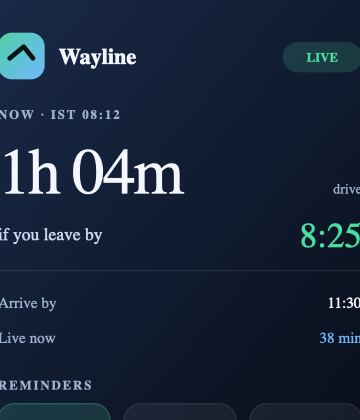 Wayline
LIVE
NOW · IST 08:12
1h 04m
drive
if you leave by
8:25
Arrive by
11:30
Live now
38 min
REMINDERS